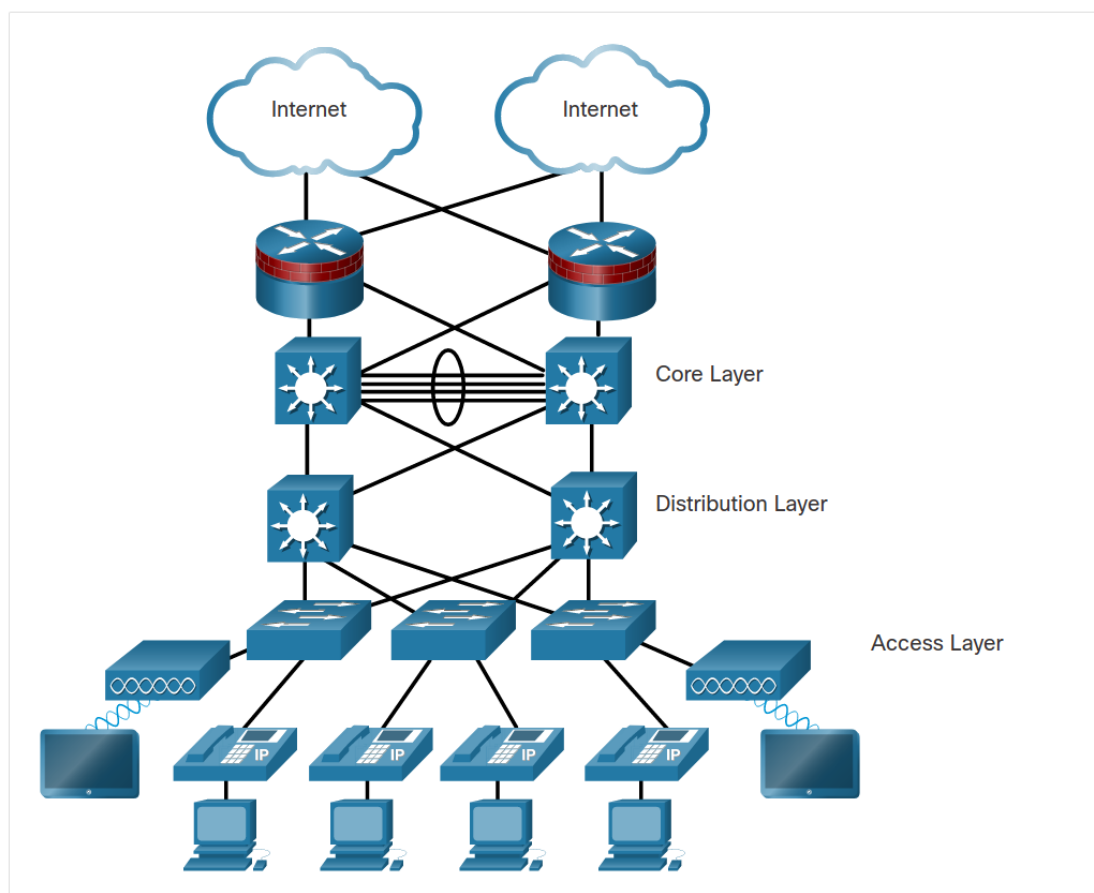 Internet
Internet
Core Layer
Distribution Layer
Access Layer
IP
IP
IP
IP